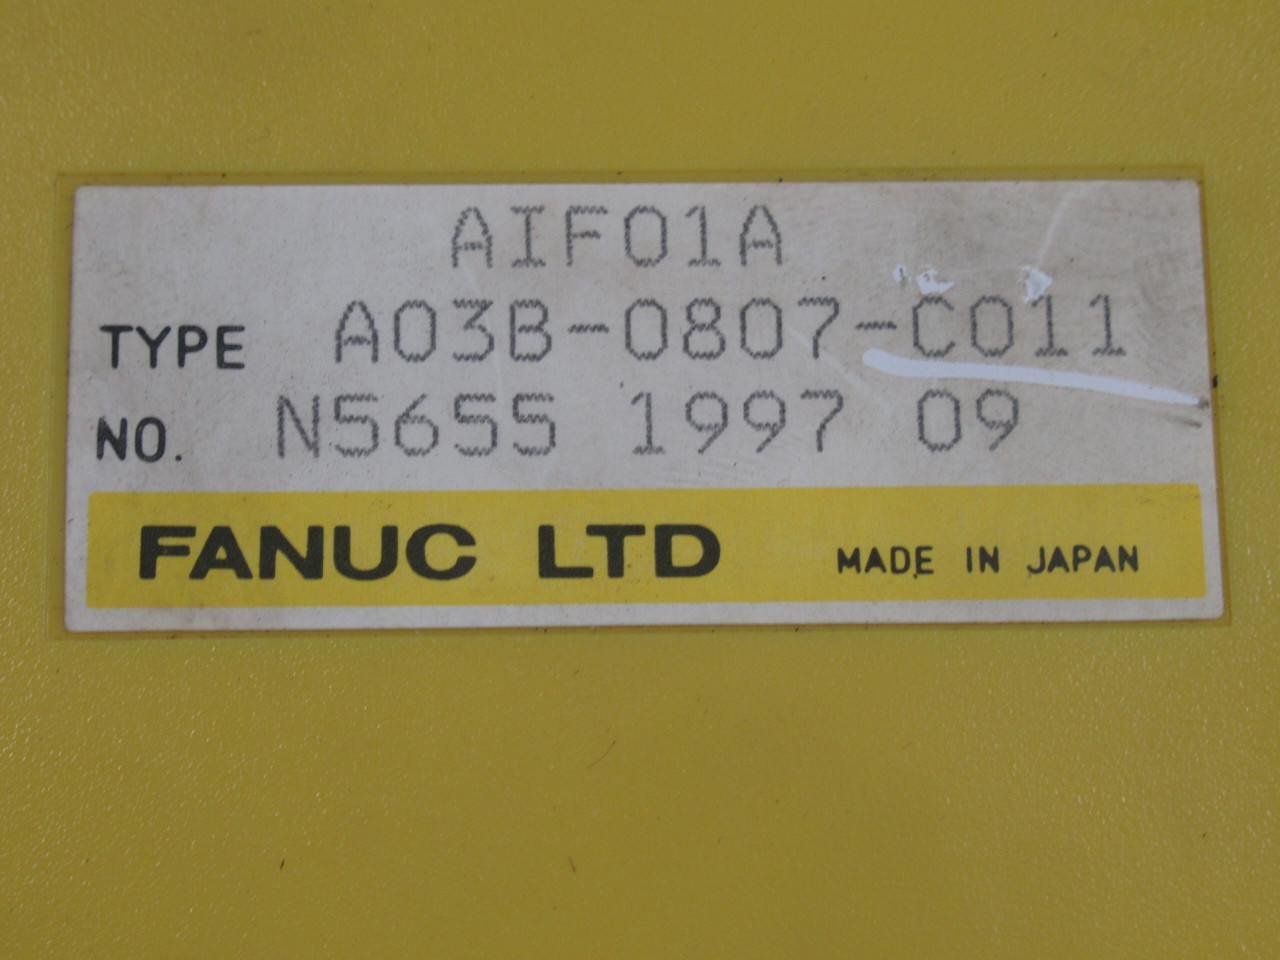 AIF01A
TYPE A03B-0807-C011
NO. N5655 1997 09
FANUC LTD MADE IN JAPAN